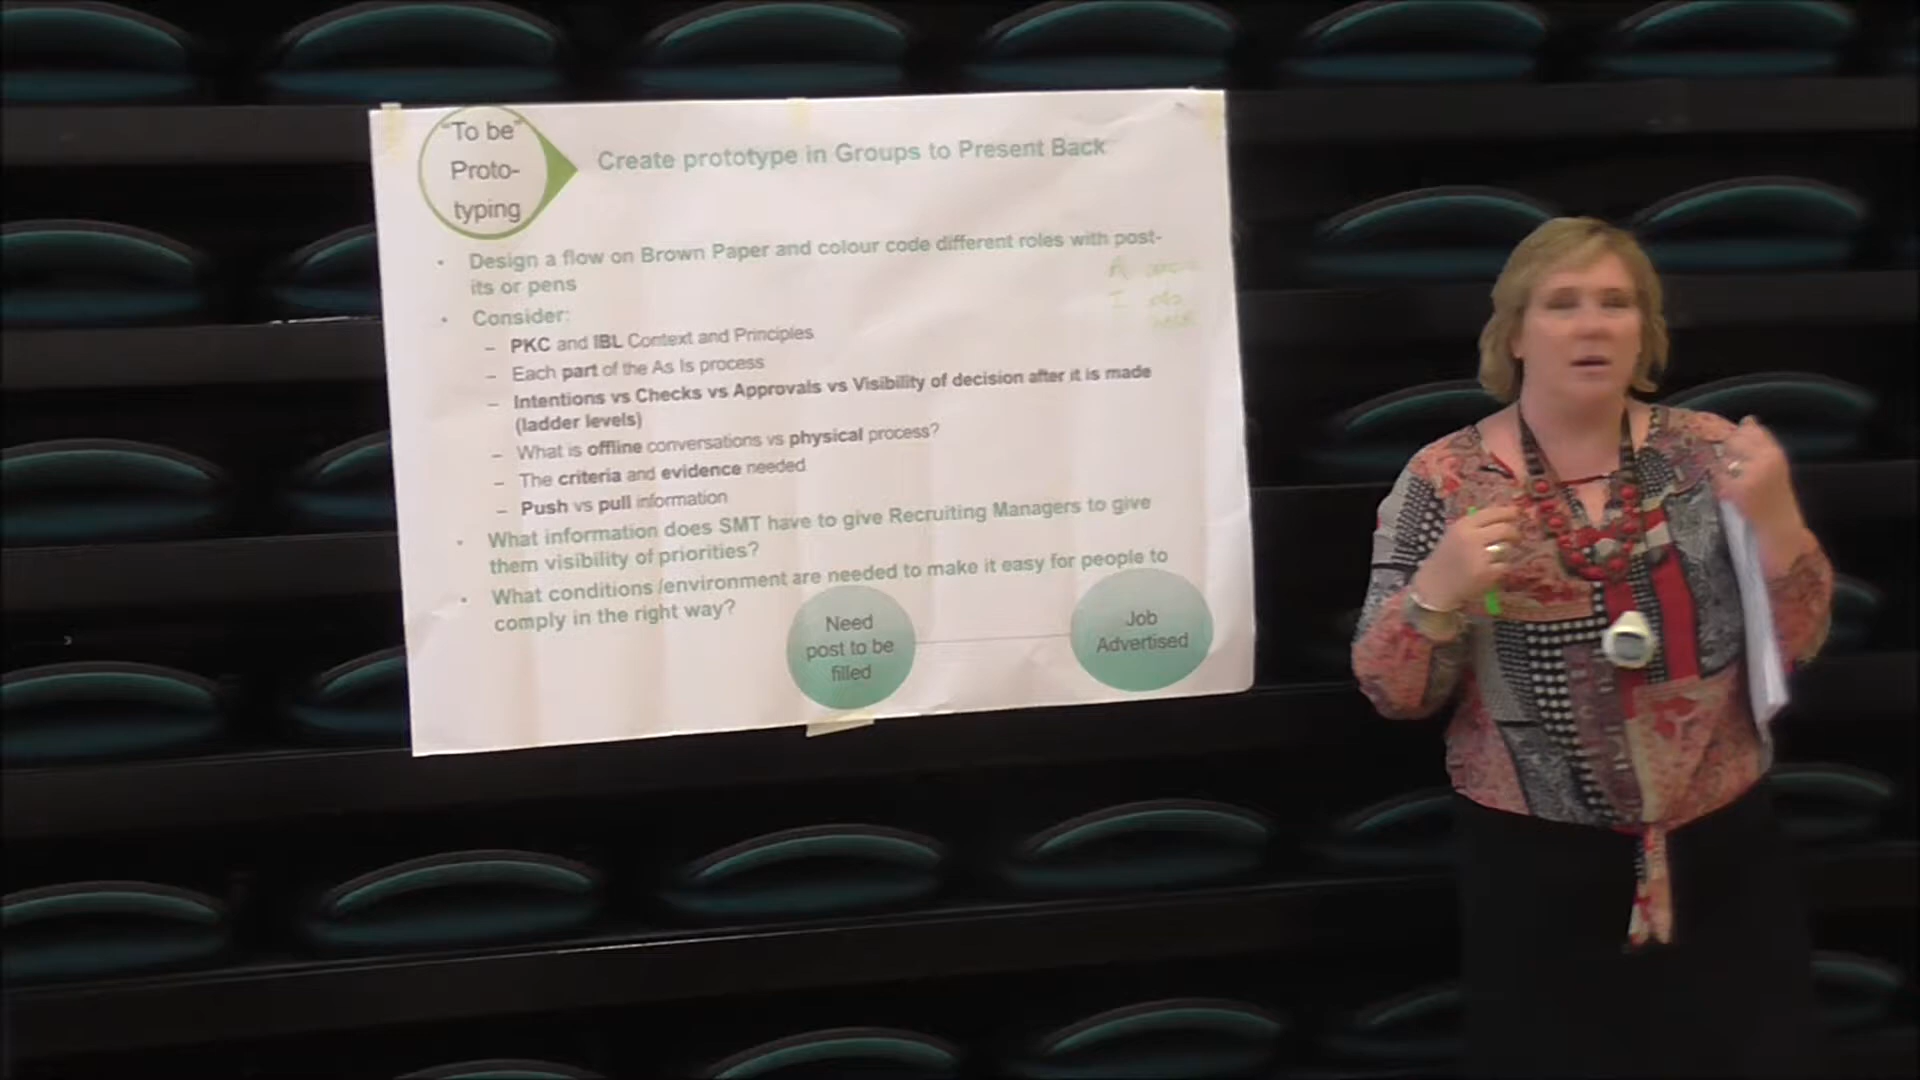 "To be"
Proto-
typing
Create prototype in Groups to Present Back
• Design a flow on Brown Paper and colour code different roles with post-
its or pens
• Consider:
– PKC and IBL Context and Principles
– Each part of the As Is process
– Intentions vs Checks vs Approvals vs Visibility of decision after it is made
(ladder levels)
– What is offline conversations vs physical process?
– The criteria and evidence needed
– Push vs pull information
• What information does SMT have to give Recruiting Managers to give
them visibility of priorities?
• What conditions /environment are needed to make it easy for people to
comply in the right way?
Need
post to be
filled
Job
Advertised